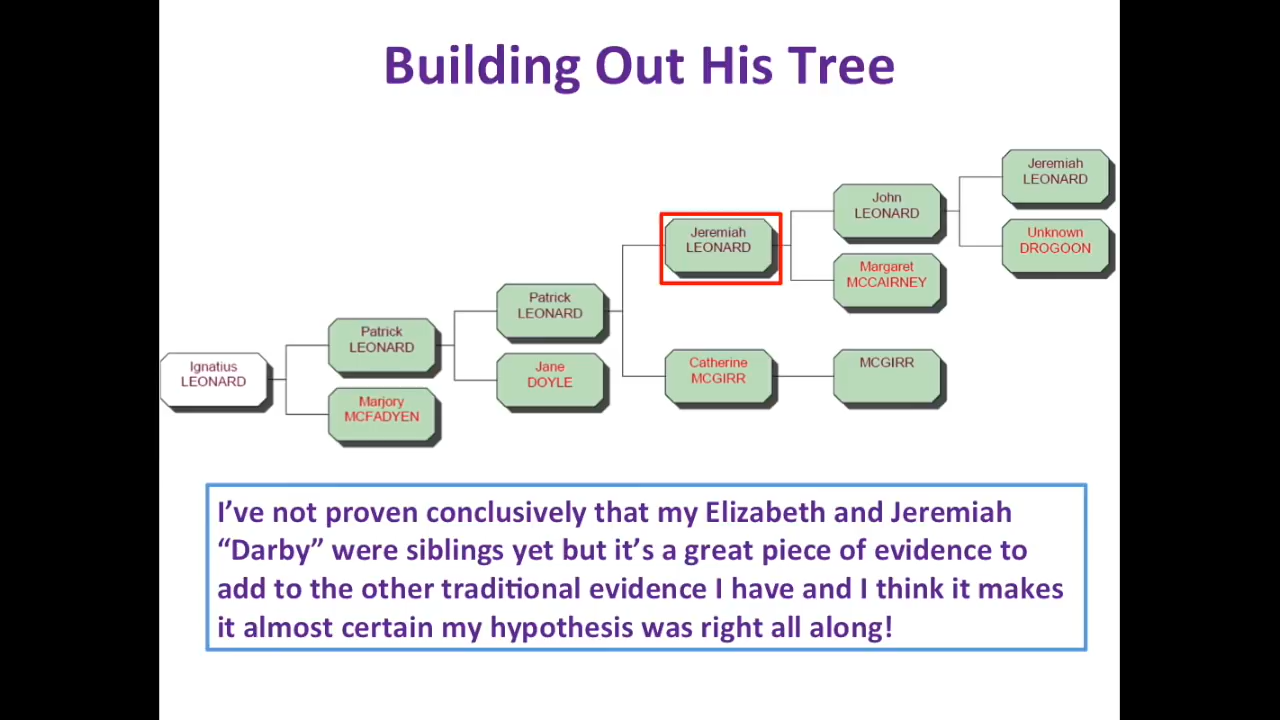 Building Out His Tree
Jeremiah
LEONARD
John
LEONARD
Unknown
DROGOON
Jeremiah
LEONARD
Margaret
MCCAIRNEY
Patrick
LEONARD
Patrick
LEONARD
Catherine
MCGIRR
MCGIRR
Ignatius
LEONARD
Jane
DOYLE
Marjory
MCFADYEN
I’ve not proven conclusively that my Elizabeth and Jeremiah
“Darby” were siblings yet but it’s a great piece of evidence to
add to the other traditional evidence I have and I think it makes
it almost certain my hypothesis was right all along!